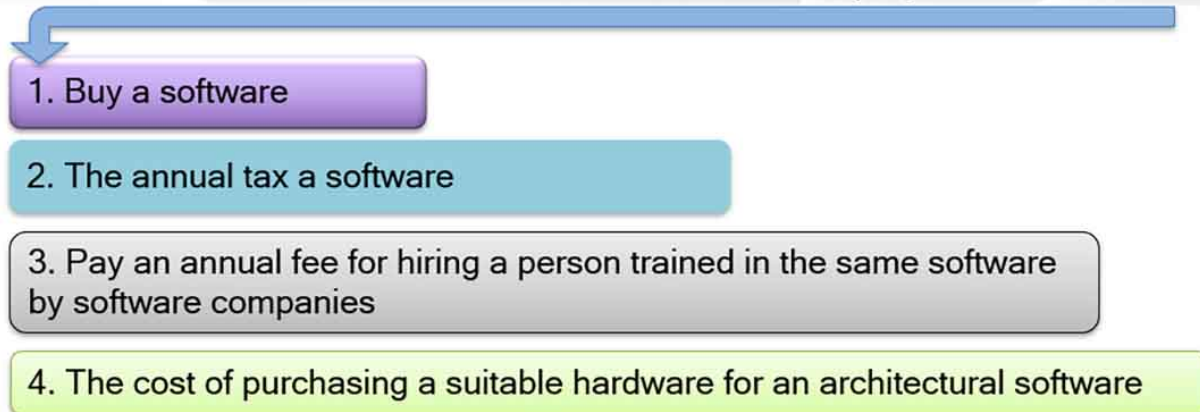 1. Buy a software
2. The annual tax a software
3. Pay an annual fee for hiring a person trained in the same software
by software companies
4. The cost of purchasing a suitable hardware for an architectural software